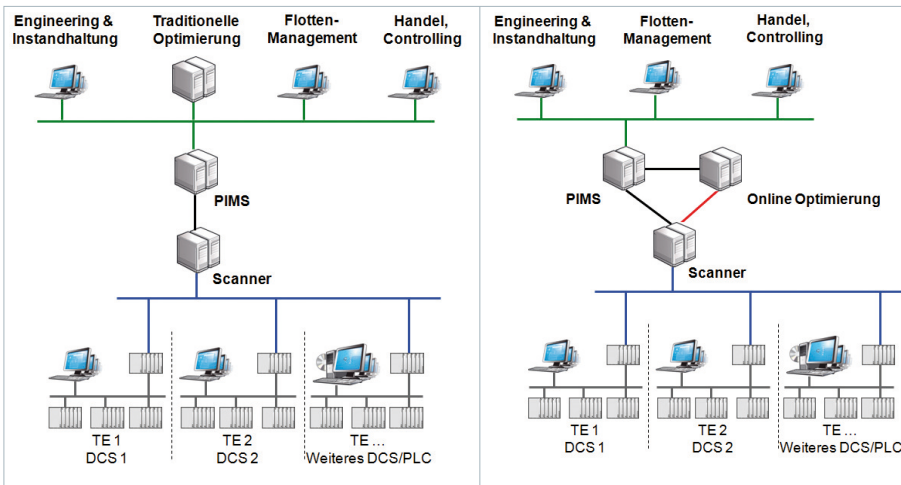 Engineering &
Instandhaltung
Traditionelle
Optimierung
Flotten-
Management
Handel,
Controlling
PIMS
Scanner
TE 1
DCS 1
TE 2
DCS 2
TE ...
Weiteres DCS/PLC
Engineering &
Instandhaltung
Flotten-
Management
Handel,
Controlling
PIMS
Online Optimierung
Scanner
TE 1
DCS 1
TE 2
DCS 2
TE ...
Weiteres DCS/PLC